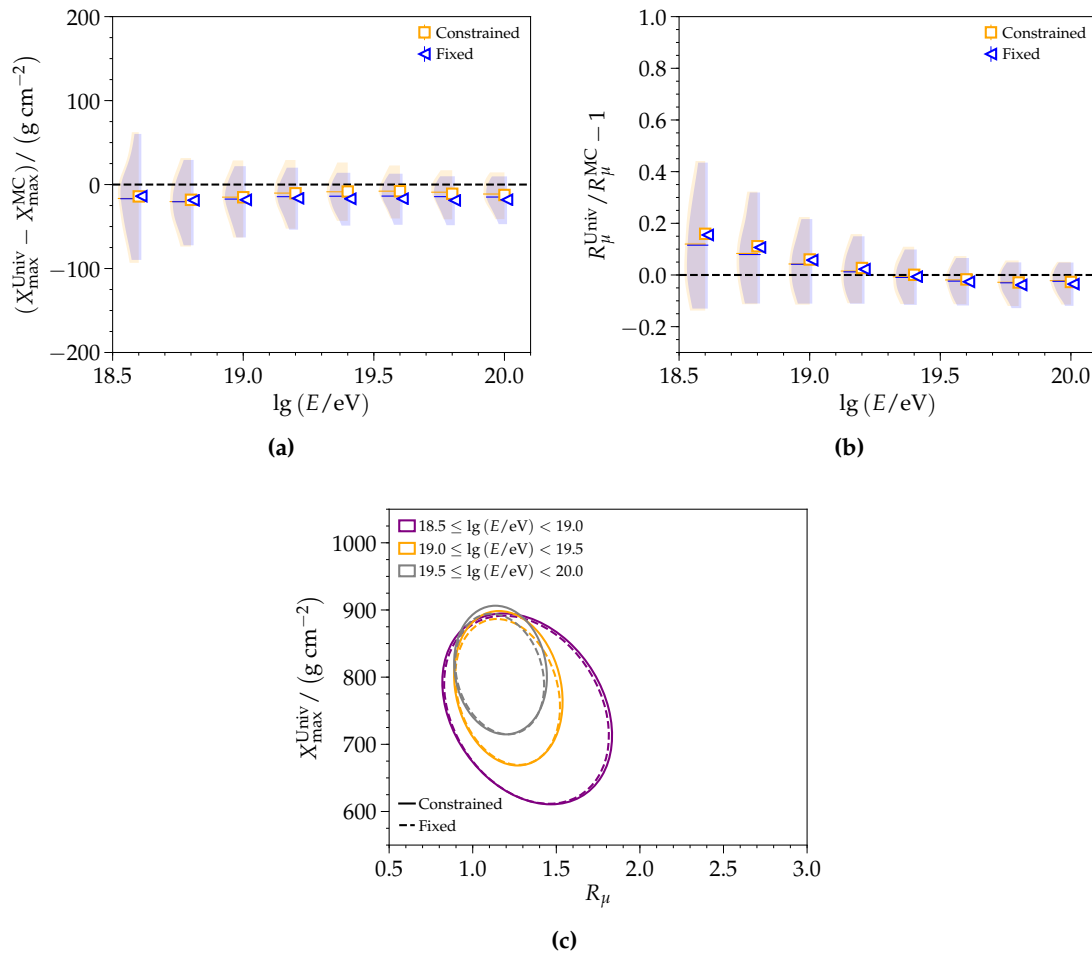 (X_max^Univ − X_max^MC)/ (g cm⁻²)
200
100
0
−100
−200
Constrained
Fixed
18.5 19.0 19.5 20.0
lg (E/eV)
(a)
R_μ^Univ/R_μ^MC − 1
1.0
0.8
0.6
0.4
0.2
0.0
−0.2
Constrained
Fixed
18.5 19.0 19.5 20.0
lg (E/eV)
(b)
X_max^Univ/ (g cm⁻²)
1000
900
800
700
600
18.5 ≤ lg (E/eV) < 19.0
19.0 ≤ lg (E/eV) < 19.5
19.5 ≤ lg (E/eV) < 20.0
Constrained
Fixed
0.5 1.0 1.5 2.0 2.5 3.0
R_μ
(c)